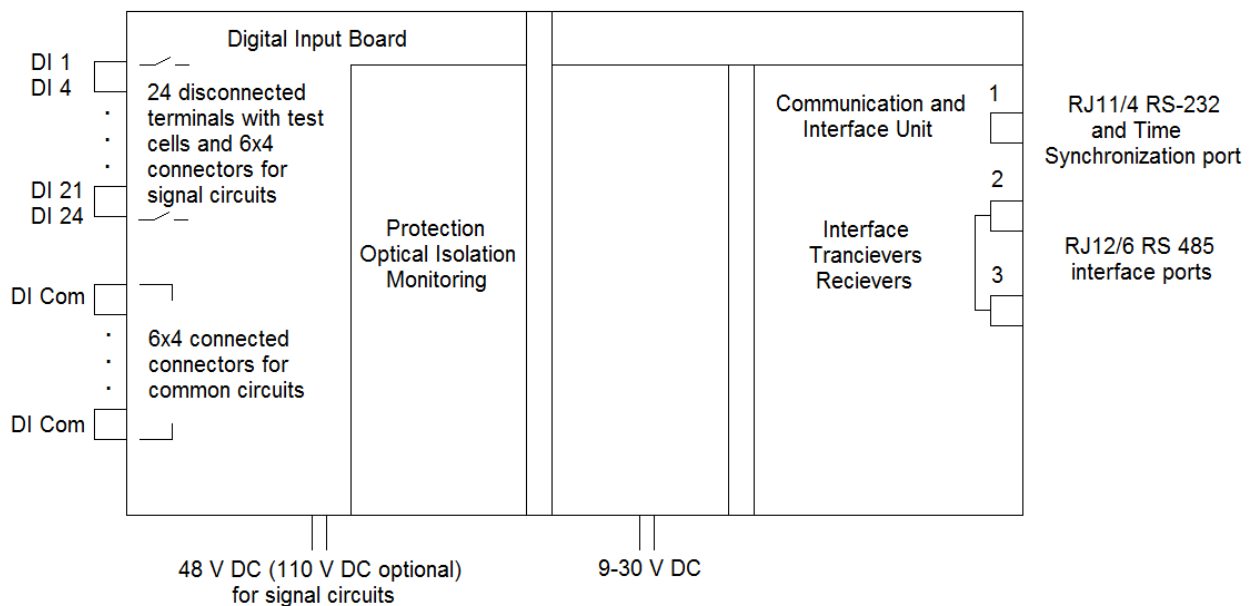 Digital Input Board
DI 1
DI 4
.
.
.
DI 21
DI 24
24 disconnected
terminals with test
cells and 6x4
connectors for
signal circuits
DI Com
.
.
.
DI Com
6x4 connected
connectors for
common circuits
Protection
Optical Isolation
Monitoring
Communication and
Interface Unit
Interface
Trancievers
Recievers
1
2
3
RJ11/4 RS-232
and Time
Synchronization port
RJ12/6 RS 485
interface ports
48 V DC (110 V DC optional)
for signal circuits
9-30 V DC